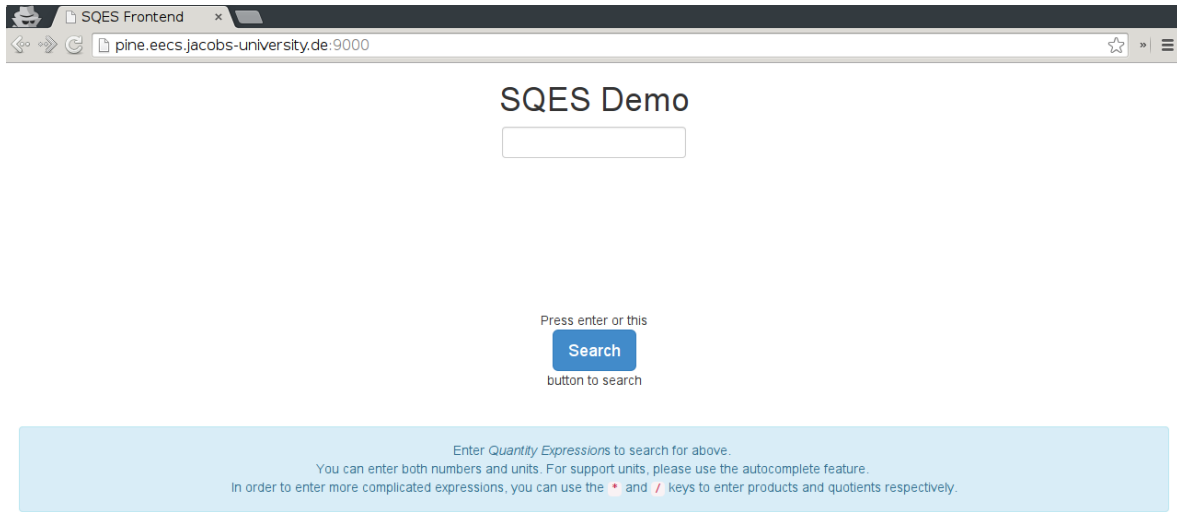 SQES Frontend
pine.eecs.jacobs-university.de:9000
SQES Demo
Press enter or this
Search
button to search
Enter Quantity Expressions to search for above.
You can enter both numbers and units. For support units, please use the autocomplete feature.
In order to enter more complicated expressions, you can use the * and / keys to enter products and quotients respectively.